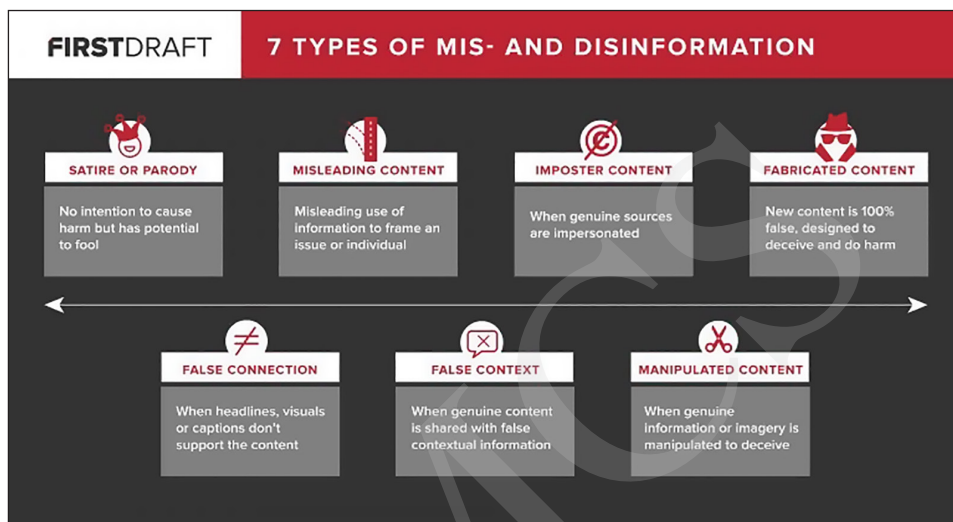 FIRSTDRAFT
7 TYPES OF MIS- AND DISINFORMATION
SATIRE OR PARODY
No intention to cause
harm but has potential
to fool
MISLEADING CONTENT
Misleading use of
information to frame an
issue or individual
IMPOSTER CONTENT
When genuine sources
are impersonated
FABRICATED CONTENT
New content is 100%
false, designed to
deceive and do harm
FALSE CONNECTION
When headlines, visuals
or captions don't
support the content
FALSE CONTEXT
When genuine content
is shared with false
contextual information
MANIPULATED CONTENT
When genuine
information or imagery is
manipulated to deceive